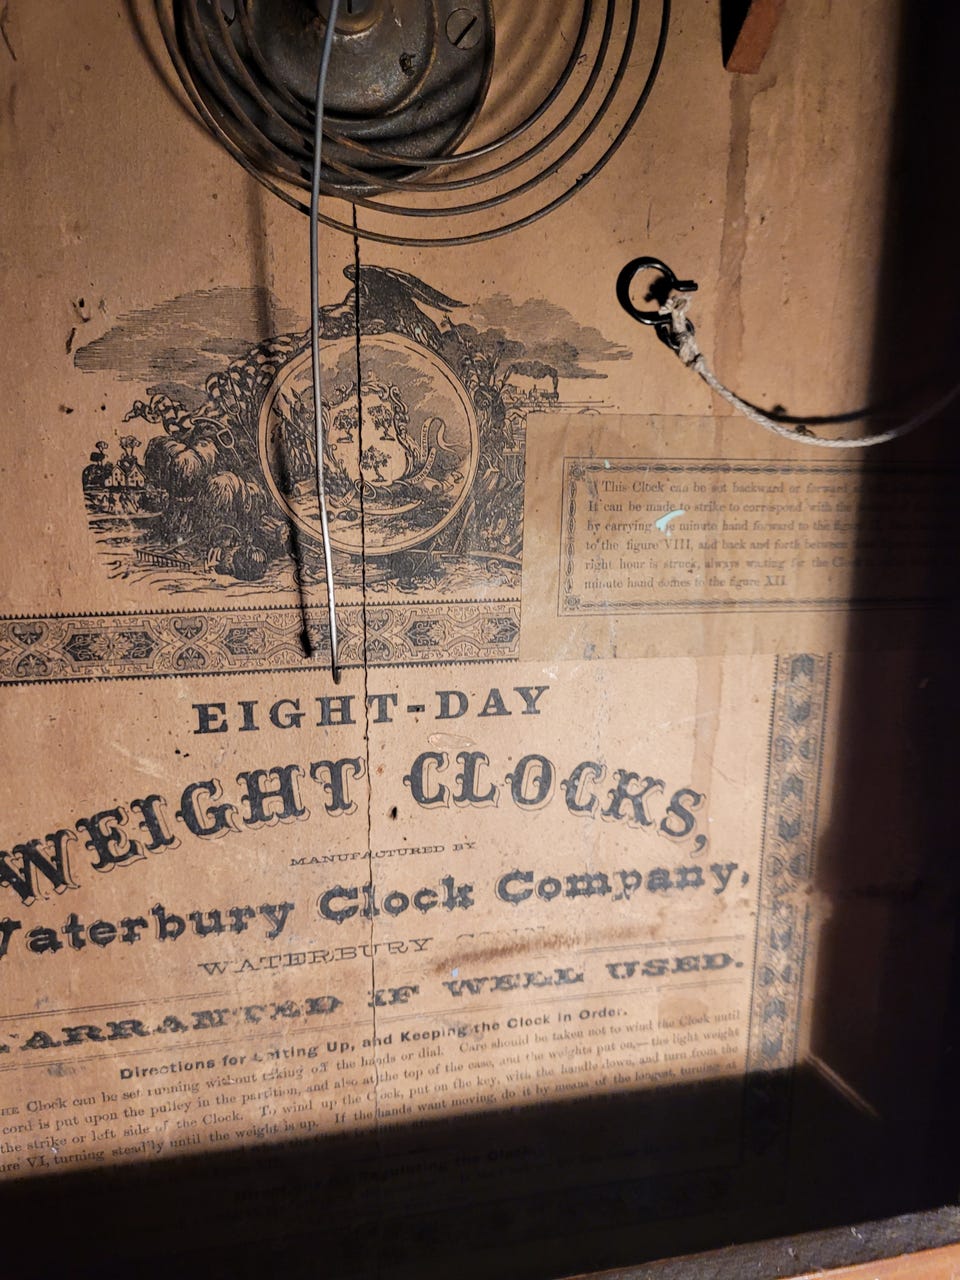 This Clock can be set backward or forward
It can be made to strike to correspond with the
by carrying minute hand forward to the figure
to the figure VIII, and back and forth between
right hour is struck, always waiting for the Clock
minute hand comes to the figure XII
EIGHT-DAY
WEIGHT CLOCKS,
MANUFACTURED BY
Waterbury Clock Company,
WATERBURY CONN
WARRANTED IF WELL USED.
Directions for Setting Up, and Keeping the Clock in Order.
THE Clock can be set running without taking off the hands or dial. Care should be taken not to wind the Clock until
cord is put upon the pulley in the partition, and also at the top of the case, and the weights put on,—the light weight
the strike or left side of the Clock. To wind up the Clock, put on the key, with the handle down, and turn from the
ure VI, turning steadily until the weight is up. If the hands want moving, do it by means of the longest, turning at
Directions for Regulating the Clock